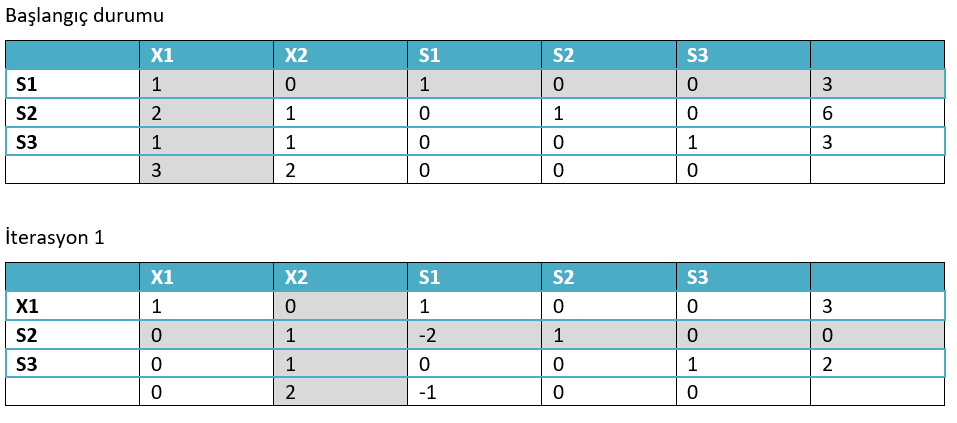 Başlangıç durumu
X1 X2 S1 S2 S3
S1 1 0 1 0 0 3
S2 2 1 0 1 0 6
S3 1 1 0 0 1 3
3 2 0 0 0
İterasyon 1
X1 X2 S1 S2 S3
X1 1 0 1 0 0 3
S2 0 1 -2 1 0 0
S3 0 1 0 0 1 2
0 2 -1 0 0